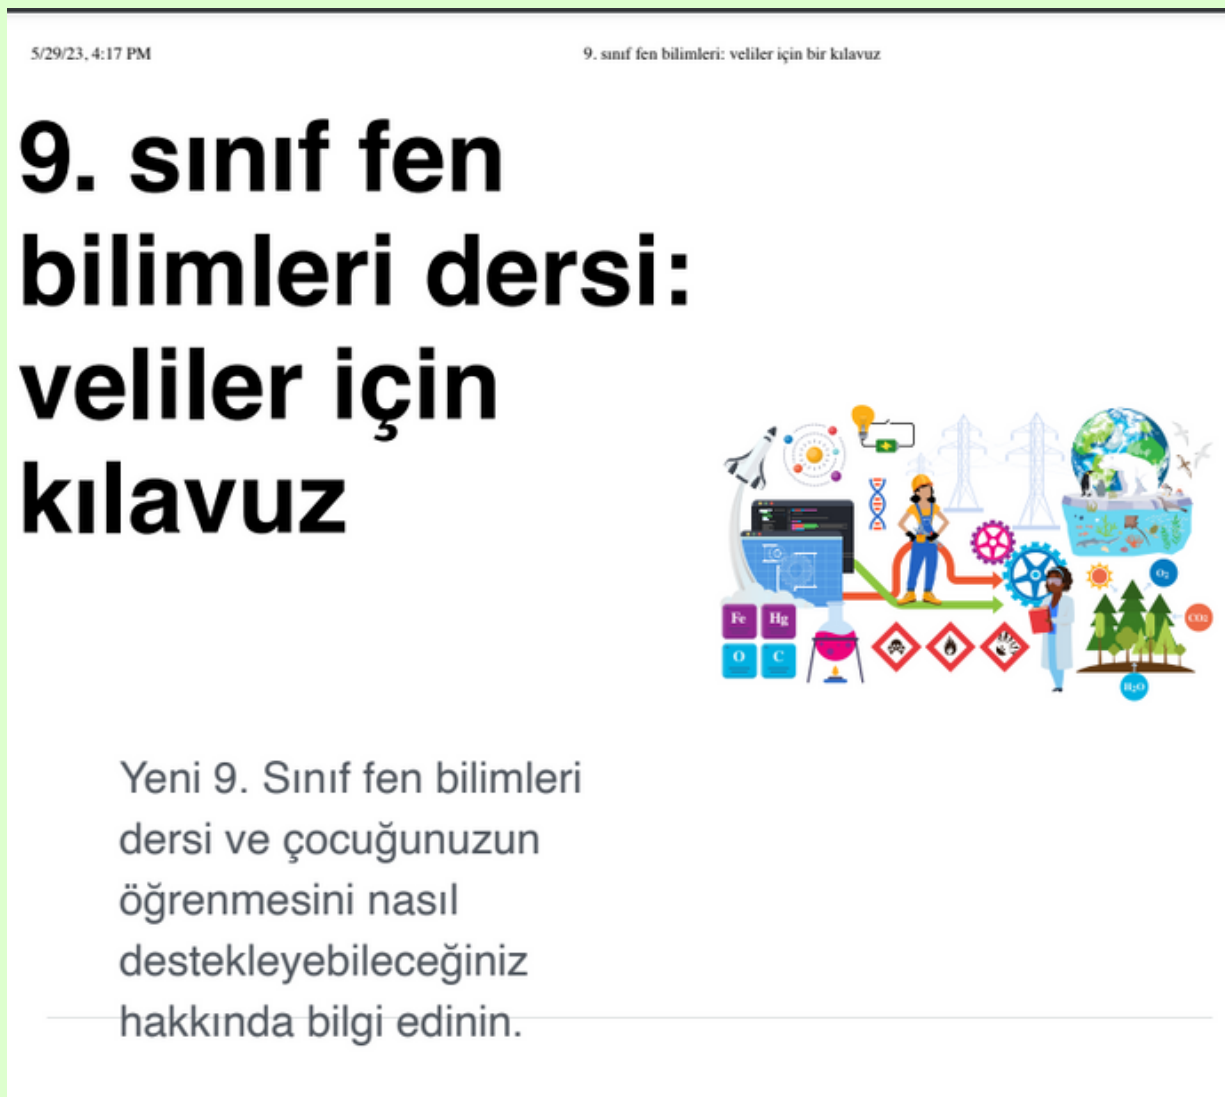 5/29/23, 4:17 PM
9. sınıf fen bilimleri: veliler için bir kılavuz
9. sınıf fen
bilimleri dersi:
veliler için
kılavuz
Fe
Hg
O
C
O₂
CO₂
H₂O
Yeni 9. Sınıf fen bilimleri
dersi ve çocuğunuzun
öğrenmesini nasıl
destekleyebileceğiniz
hakkında bilgi edinin.